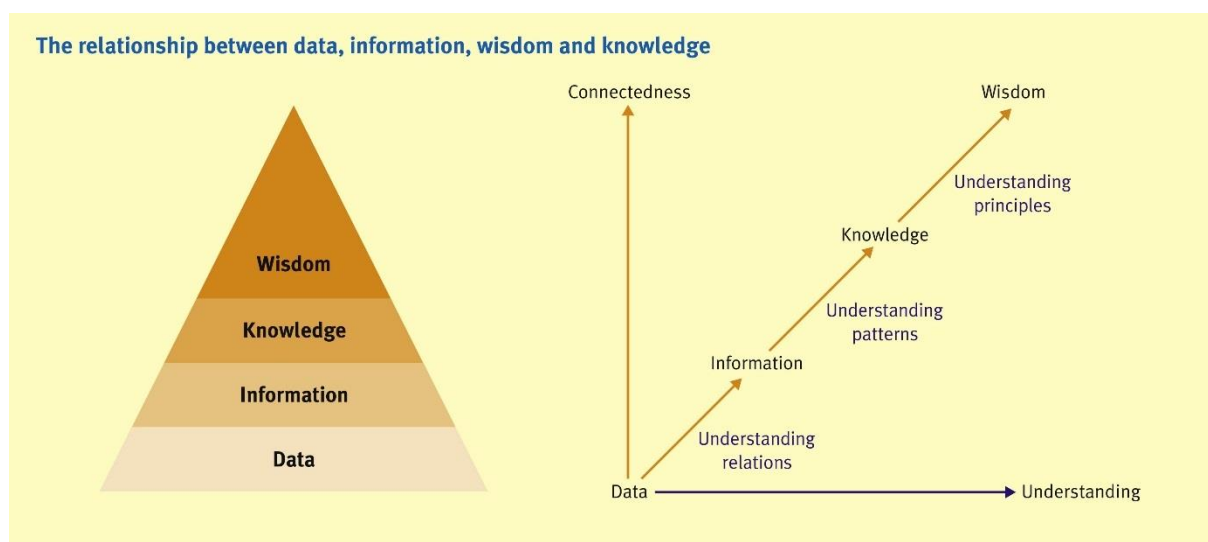 The relationship between data, information, wisdom and knowledge
Wisdom
Knowledge
Information
Data
Connectedness
Wisdom
Understanding
principles
Knowledge
Understanding
patterns
Information
Understanding
relations
Data
Understanding